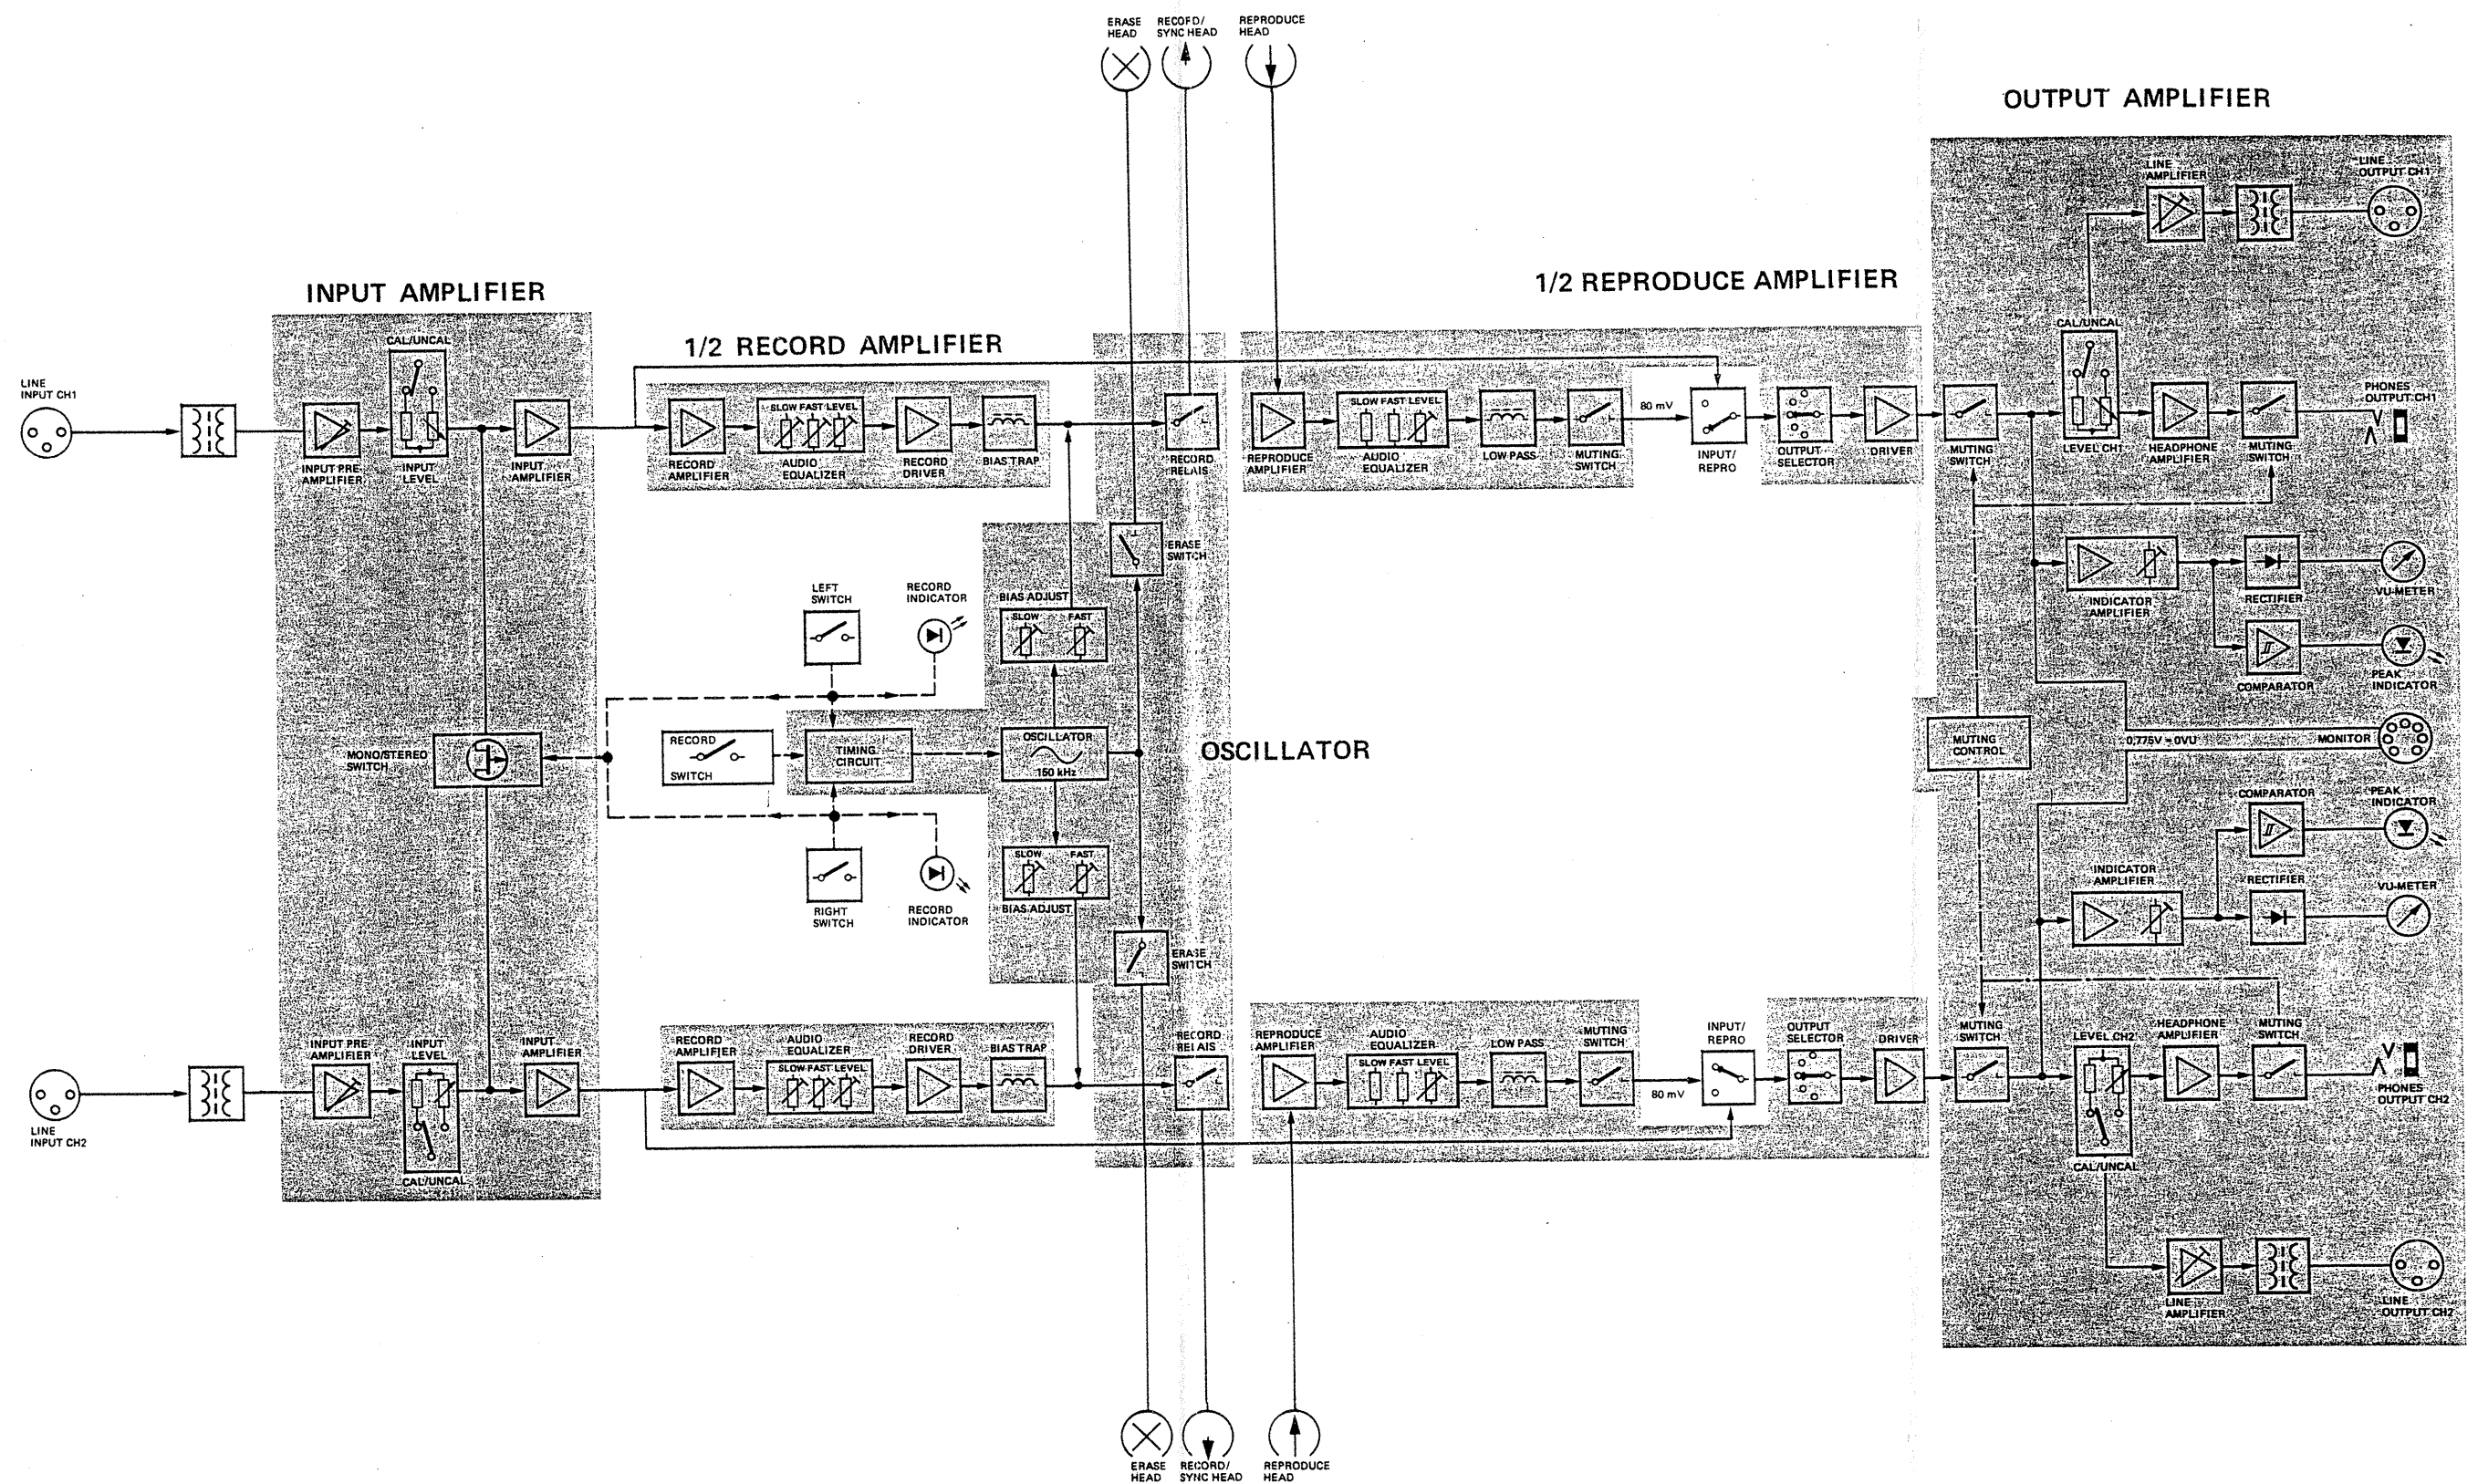 ERASE
HEAD
RECORD/
SYNC HEAD
REPRODUCE
HEAD
OUTPUT AMPLIFIER
LINE
AMPLIFIER
LINE
OUTPUT CH1
1/2 REPRODUCE AMPLIFIER
INPUT AMPLIFIER
1/2 RECORD AMPLIFIER
LINE
INPUT CH1
CAL/UNCAL
INPUT PRE-
AMPLIFIER
INPUT
LEVEL
INPUT
AMPLIFIER
RECORD
AMPLIFIER
SLOW FAST LEVEL
AUDIO
EQUALIZER
RECORD
DRIVER
BIAS TRAP
RECORD
RELAIS
REPRODUCE
AMPLIFIER
SLOW FAST LEVEL
AUDIO
EQUALIZER
LOW PASS
MUTING
SWITCH
80 mV
INPUT/
REPRO
OUTPUT
SELECTOR
DRIVER
MUTING
SWITCH
CAL/UNCAL
LEVEL CH1
HEADPHONE
AMPLIFIER
MUTING
SWITCH
PHONES
OUTPUT CH1
ERASE
SWITCH
LEFT
SWITCH
RECORD
INDICATOR
BIAS ADJUST
SLOW
FAST
INDICATOR
AMPLIFIER
RECTIFIER
VU-METER
COMPARATOR
PEAK
INDICATOR
MONO/STEREO
SWITCH
RECORD
SWITCH
TIMING
CIRCUIT
OSCILLATOR
150 kHz
OSCILLATOR
MUTING
CONTROL
0,775V = 0VU
MONITOR
RIGHT
SWITCH
RECORD
INDICATOR
SLOW
FAST
BIAS ADJUST
ERASE
SWITCH
COMPARATOR
PEAK
INDICATOR
INDICATOR
AMPLIFIER
RECTIFIER
VU-METER
LINE
INPUT CH2
INPUT PRE-
AMPLIFIER
INPUT
LEVEL
CAL/UNCAL
INPUT
AMPLIFIER
RECORD
AMPLIFIER
AUDIO
EQUALIZER
SLOW FAST LEVEL
RECORD
DRIVER
BIAS TRAP
RECORD
RELAIS
REPRODUCE
AMPLIFIER
AUDIO
EQUALIZER
SLOW FAST LEVEL
LOW PASS
MUTING
SWITCH
80 mV
INPUT/
REPRO
OUTPUT
SELECTOR
DRIVER
MUTING
SWITCH
LEVEL CH2
CAL/UNCAL
HEADPHONE
AMPLIFIER
MUTING
SWITCH
PHONES
OUTPUT CH2
LINE
AMPLIFIER
LINE
OUTPUT CH2
ERASE
HEAD
RECORD/
SYNC HEAD
REPRODUCE
HEAD